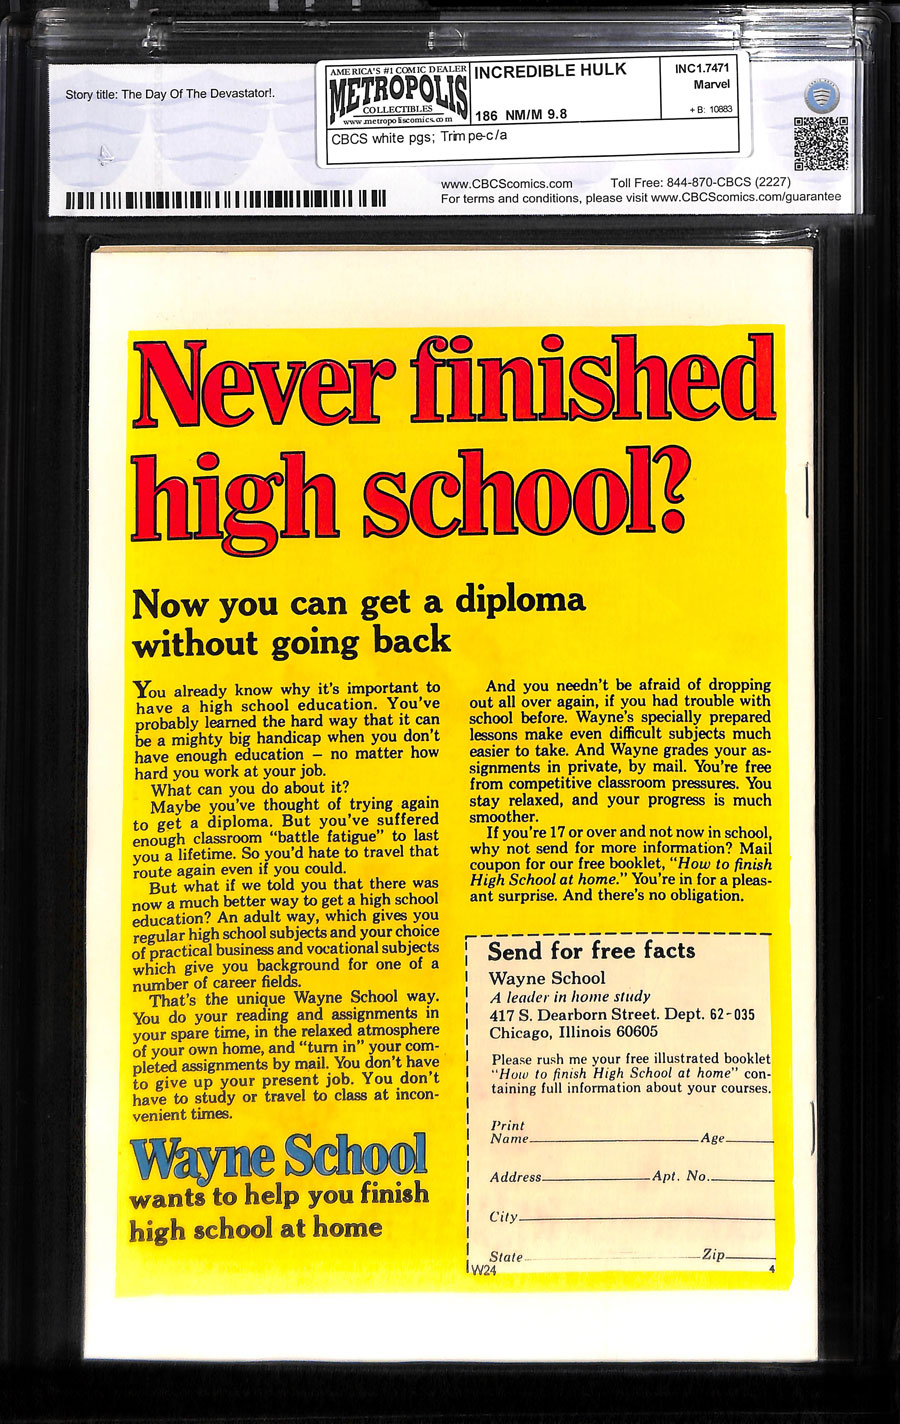 Story title: The Day Of The Devastator!.
AMERICA'S #1 COMIC DEALER
METROPOLIS
COLLECTIBLES
www.metropoliscomics.com
INCREDIBLE HULK
186 NM/M 9.8
INC1.7471
Marvel
+ B: 10883
CBCS white pgs; Trimpe-c/a
www.CBCScomics.com Toll Free: 844-870-CBCS (2227)
For terms and conditions, please visit www.CBCScomics.com/guarantee
Never finished
high school?
Now you can get a diploma
without going back
You already know why it's important to
have a high school education. You've
probably learned the hard way that it can
be a mighty big handicap when you don't
have enough education — no matter how
hard you work at your job.
What can you do about it?
Maybe you've thought of trying again
to get a diploma. But you've suffered
enough classroom "battle fatigue" to last
you a lifetime. So you'd hate to travel that
route again even if you could.
But what if we told you that there was
now a much better way to get a high school
education? An adult way, which gives you
regular high school subjects and your choice
of practical business and vocational subjects
which give you background for one of a
number of career fields.
That's the unique Wayne School way.
You do your reading and assignments in
your spare time, in the relaxed atmosphere
of your own home, and "turn in" your com-
pleted assignments by mail. You don't have
to give up your present job. You don't
have to study or travel to class at incon-
venient times.
Wayne School
wants to help you finish
high school at home
And you needn't be afraid of dropping
out all over again, if you had trouble with
school before. Wayne's specially prepared
lessons make even difficult subjects much
easier to take. And Wayne grades your as-
signments in private, by mail. You're free
from competitive classroom pressures. You
stay relaxed, and your progress is much
smoother.
If you're 17 or over and not now in school,
why not send for more information? Mail
coupon for our free booklet, "How to finish
High School at home." You're in for a pleas-
ant surprise. And there's no obligation.
Send for free facts
Wayne School
A leader in home study
417 S. Dearborn Street. Dept. 62-035
Chicago, Illinois 60605
Please rush me your free illustrated booklet
"How to finish High School at home" con-
taining full information about your courses.
Print
Name Age
Address Apt. No.
City
State Zip
W24 4